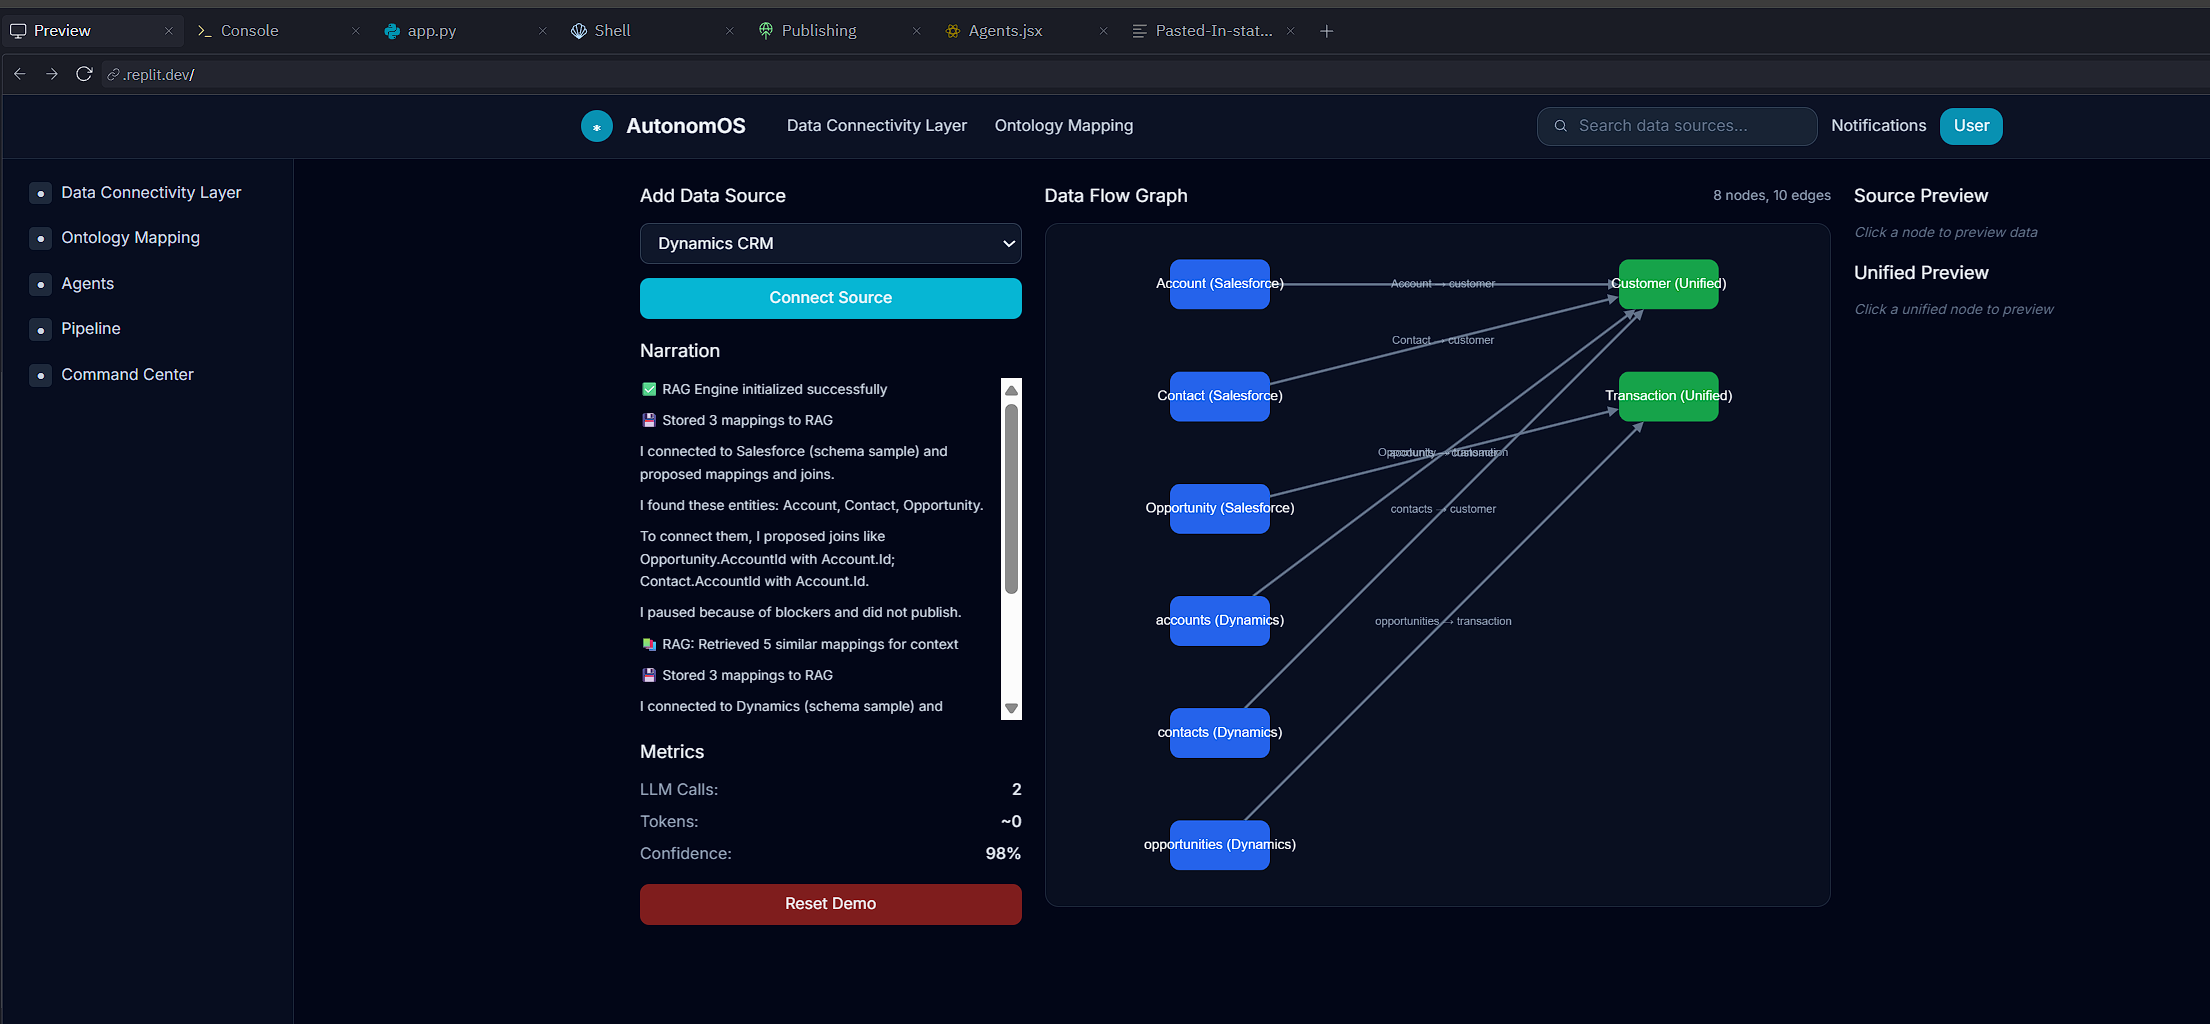 Preview
Console
app.py
Shell
Publishing
Agents.jsx
Pasted-In-stat...
.replit.dev/
AutonomOS
Data Connectivity Layer
Ontology Mapping
Search data sources...
Notifications
User
Data Connectivity Layer
Ontology Mapping
Agents
Pipeline
Command Center
Add Data Source
Dynamics CRM
Connect Source
Narration
✅ RAG Engine initialized successfully
💾 Stored 3 mappings to RAG
I connected to Salesforce (schema sample) and
proposed mappings and joins.
I found these entities: Account, Contact, Opportunity.
To connect them, I proposed joins like
Opportunity.AccountId with Account.Id;
Contact.AccountId with Account.Id.
I paused because of blockers and did not publish.
📚 RAG: Retrieved 5 similar mappings for context
💾 Stored 3 mappings to RAG
I connected to Dynamics (schema sample) and
Metrics
LLM Calls: 2
Tokens: ~0
Confidence: 98%
Reset Demo
Data Flow Graph
8 nodes, 10 edges
Account (Salesforce)
Account → customer
Customer (Unified)
Contact → customer
Contact (Salesforce)
Transaction (Unified)
Opportunity → transaction
accounts → customer
Opportunity (Salesforce)
contacts → customer
accounts (Dynamics)
opportunities → transaction
contacts (Dynamics)
opportunities (Dynamics)
Source Preview
Click a node to preview data
Unified Preview
Click a unified node to preview